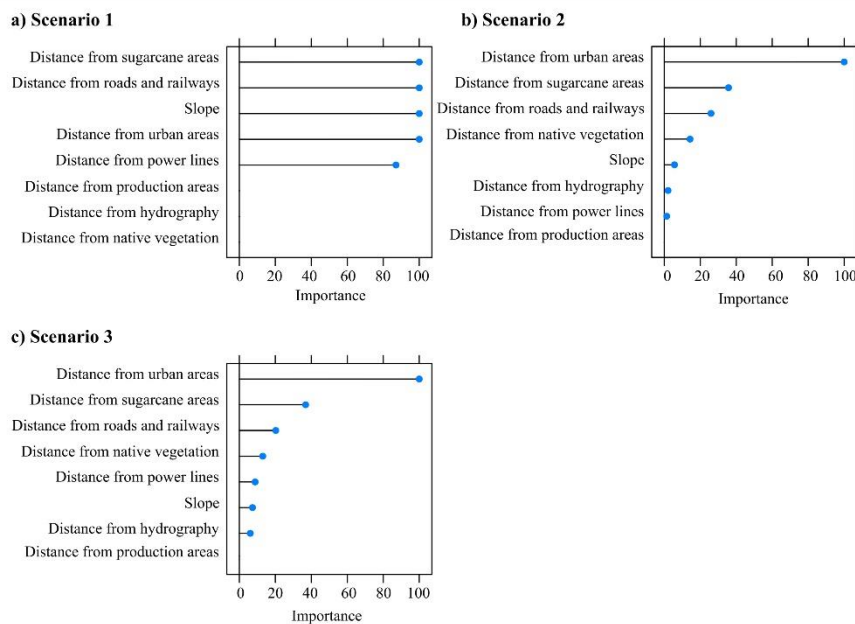 a) Scenario 1
Distance from sugarcane areas
Distance from roads and railways
Slope
Distance from urban areas
Distance from power lines
Distance from production areas
Distance from hydrography
Distance from native vegetation
0 20 40 60 80 100
Importance
b) Scenario 2
Distance from urban areas
Distance from sugarcane areas
Distance from roads and railways
Distance from native vegetation
Slope
Distance from hydrography
Distance from power lines
Distance from production areas
0 20 40 60 80 100
Importance
c) Scenario 3
Distance from urban areas
Distance from sugarcane areas
Distance from roads and railways
Distance from native vegetation
Distance from power lines
Slope
Distance from hydrography
Distance from production areas
0 20 40 60 80 100
Importance